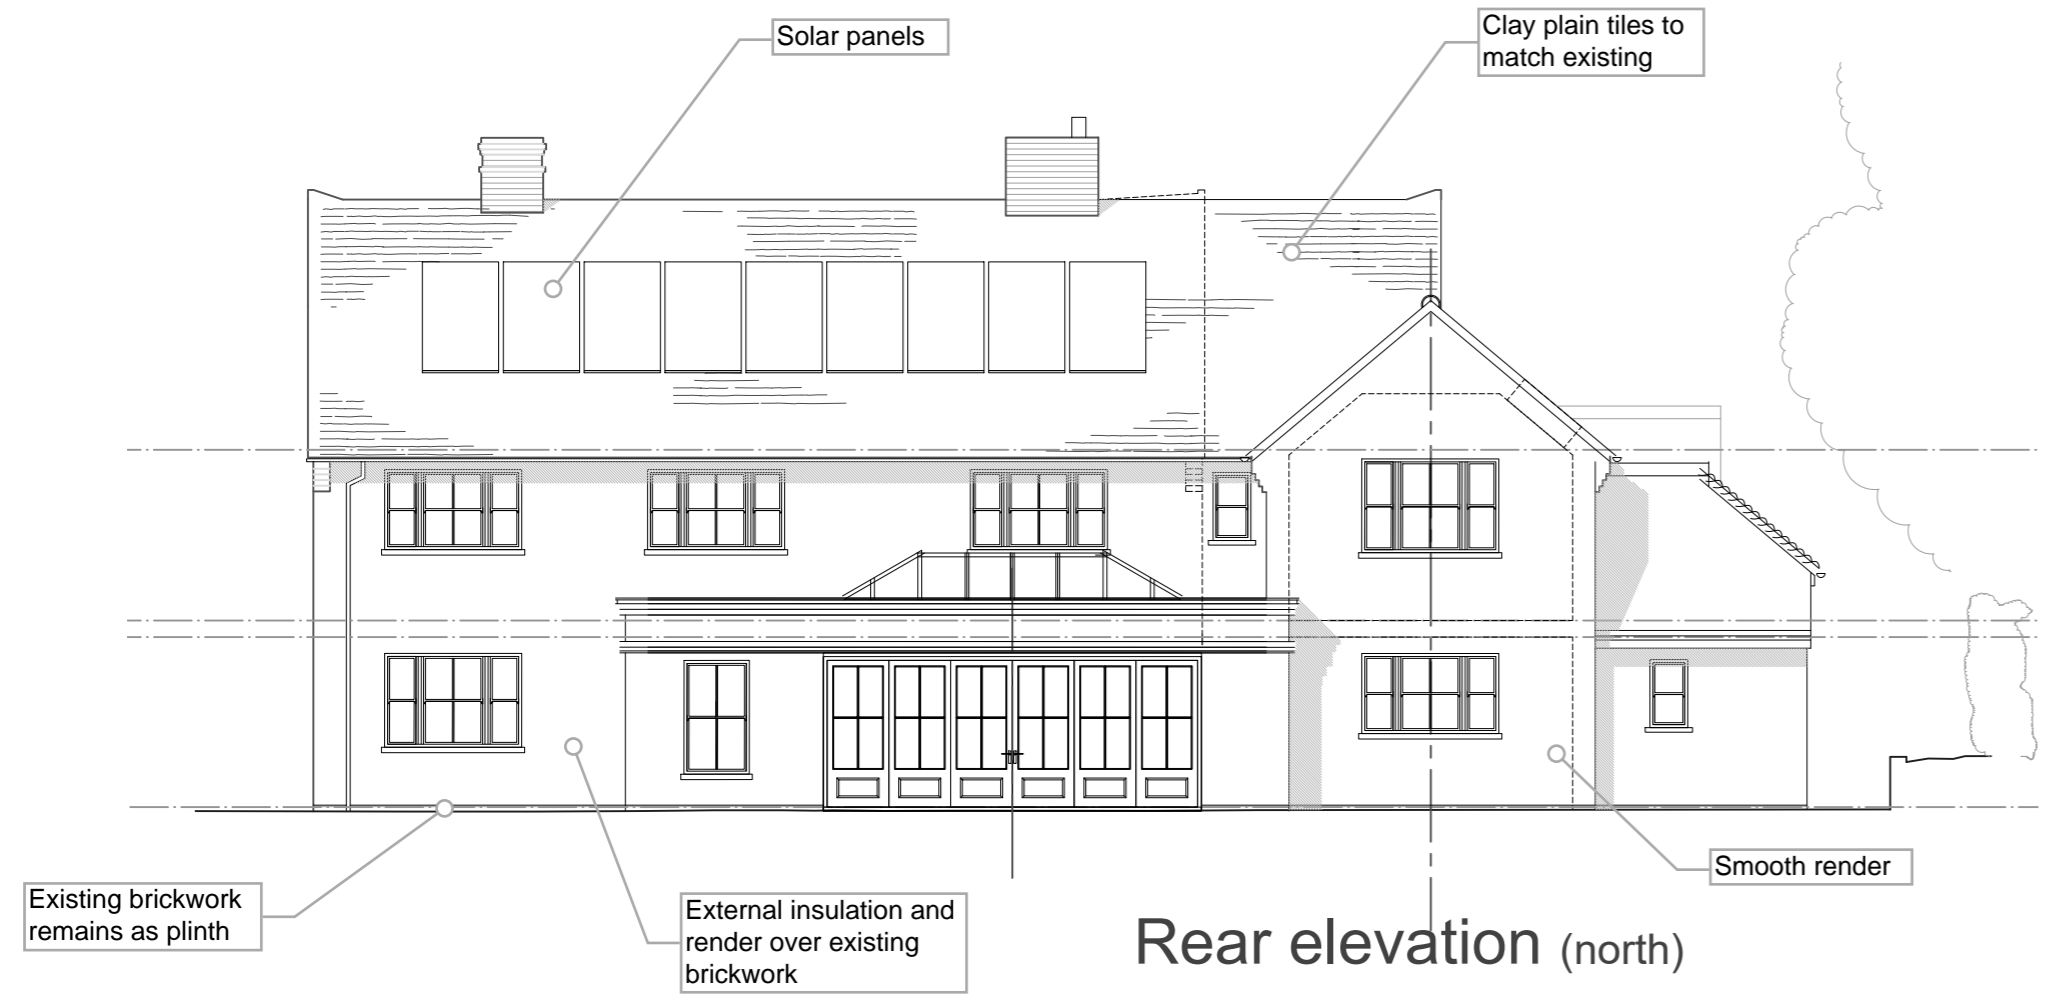 Solar panels
Clay plain tiles to
match existing
Existing brickwork
remains as plinth
External insulation and
render over existing
brickwork
Smooth render
Rear elevation (north)